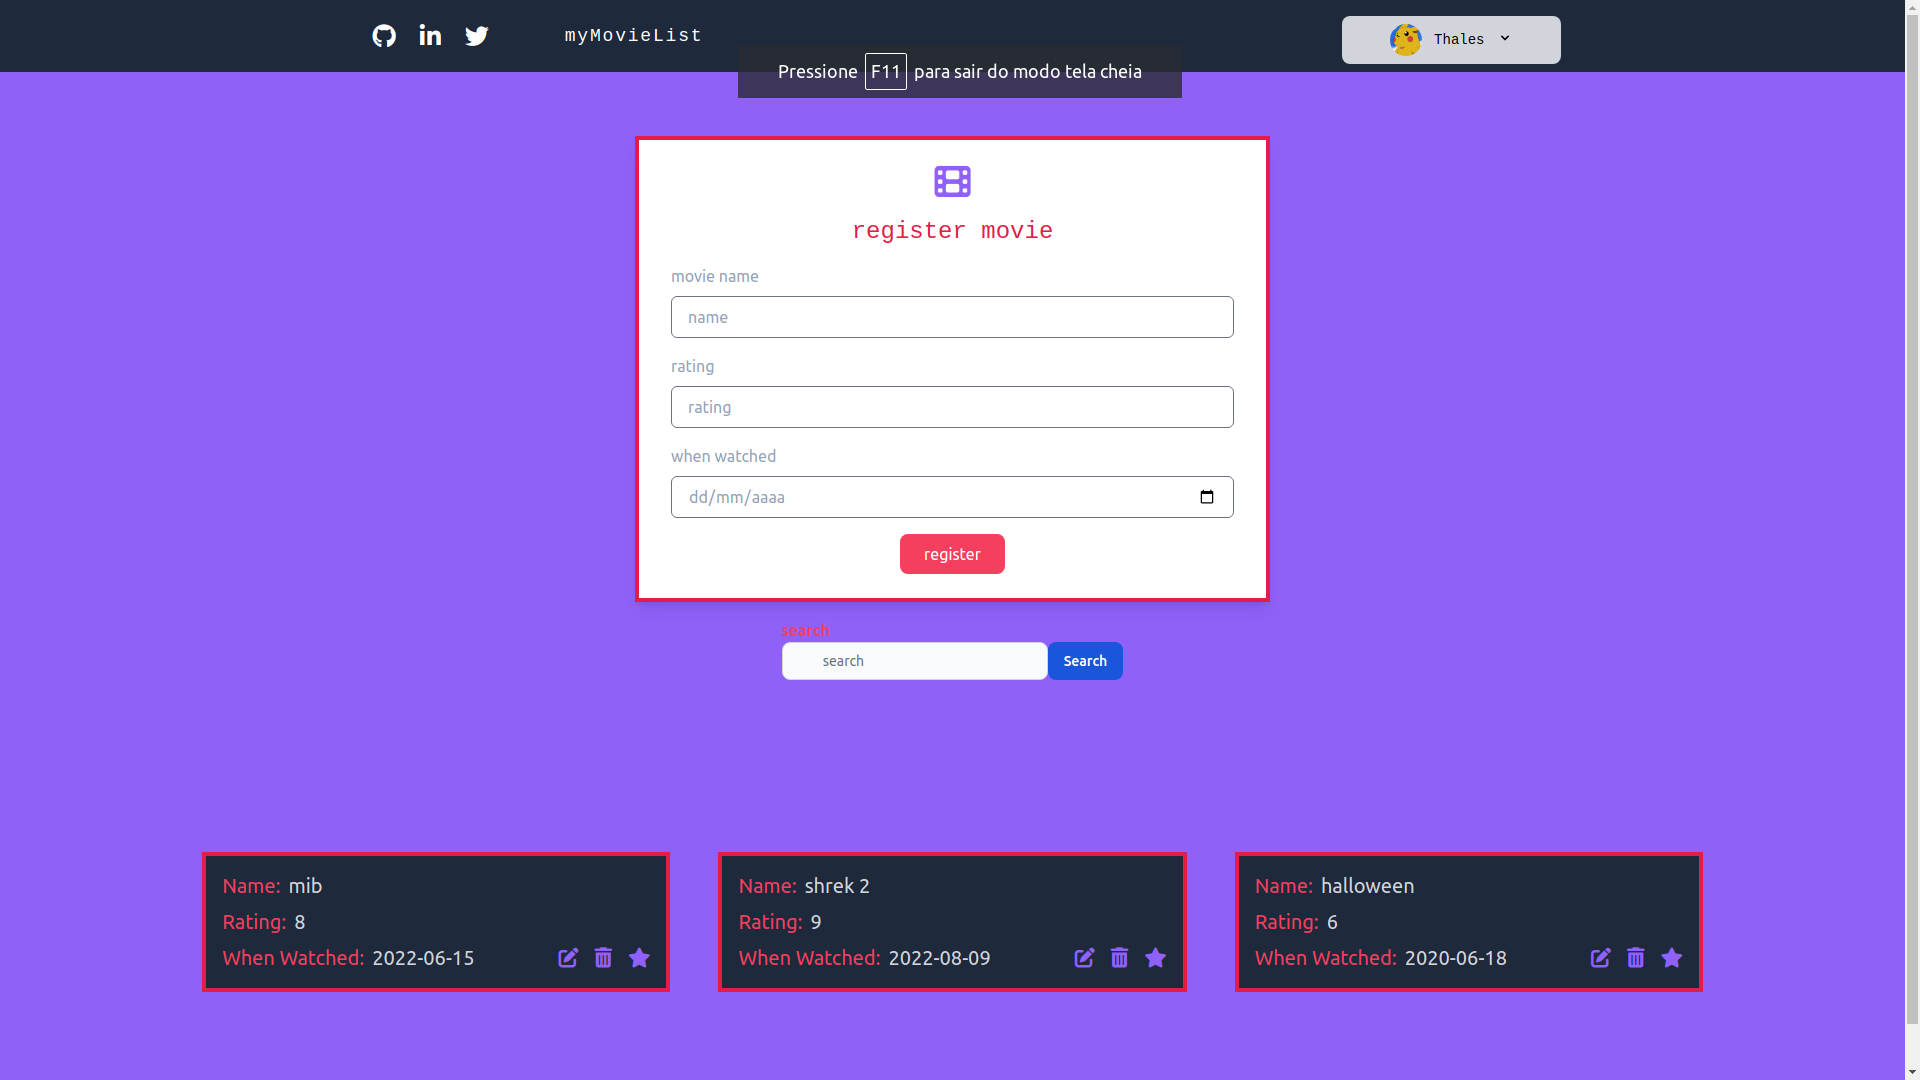 myMovieList
Thales
Pressione F11 para sair do modo tela cheia
register movie
movie name
name
rating
rating
when watched
dd/mm/aaaa
register
search
search
Search
Name: mib
Rating: 8
When Watched: 2022-06-15
Name: shrek 2
Rating: 9
When Watched: 2022-08-09
Name: halloween
Rating: 6
When Watched: 2020-06-18